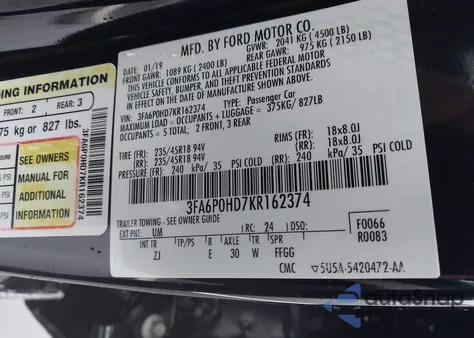 DING INFORMATION
FRONT: 2 REAR: 3
75 kg or 827 lbs.
SEE OWNERS
MANUAL FOR
ADDITIONAL
INFORMATION
3FA6P0HD7KR162374
MFD. BY FORD MOTOR CO.
01/19 GVWR: 2041 KG (4500 LB)
FRONT GAWR: 1089 KG (2400 LB) REAR GAWR: 975 KG (2150 LB)
THIS VEHICLE CONFORMS TO ALL APPLICABLE FEDERAL MOTOR
VEHICLE SAFETY, BUMPER, AND THEFT PREVENTION STANDARDS IN
EFFECT ON THE DATE OF MANUFACTURE SHOWN ABOVE.
VIN: 3FA6P0HD7KR162374 TYPE: Passenger Car
MAXIMUM LOAD = OCCUPANTS + LUGGAGE = 375KG / 827LB
OCCUPANTS: 5 TOTAL, 2 FRONT, 3 REAR
TIRE (FR): 235/45R18 94V RIMS (FR): 18x8.0J
TIRE (RR): 235/45R18 94V (RR): 18x8.0J
PRESSURE (FR): 240 kPa/ 35 PSI COLD (RR): 240 kPa/ 35 PSI COLD
3FA6P0HD7KR162374
TRAILER TOWING - SEE OWNER GUIDE
EXT PNT: UM RC: 24 F0066
INT TR TP/PS R AXLE TR SPR R0083
ZJ E 30 W FFGG
CMC 5U5A-5420472-AA
autoSnap